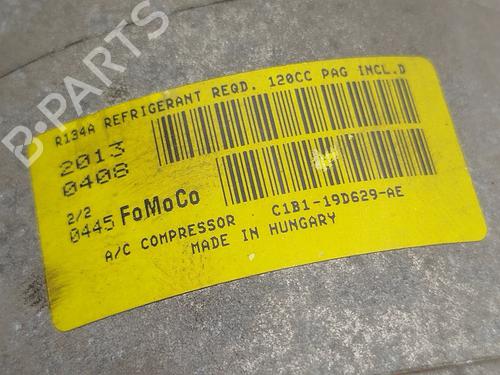 B-PARTS
R134A REFRIGERANT REQD. 120CC PAG INCL.D
2013
0408
2/2
0445 FoMoCo
C1B1-19D629-AE
A/C COMPRESSOR
MADE IN HUNGARY